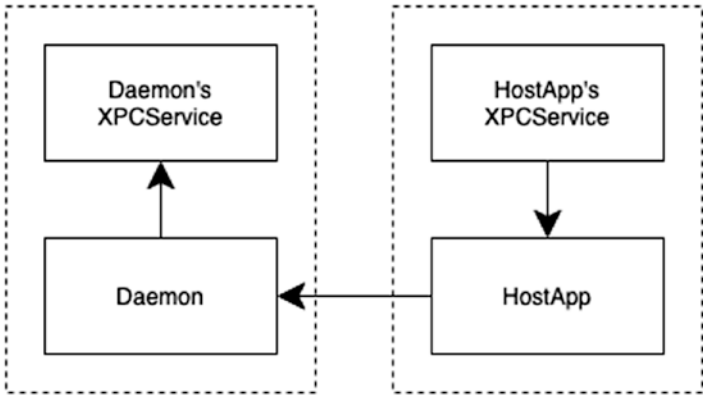 Daemon's
XPCService
HostApp's
XPCService
Daemon
HostApp